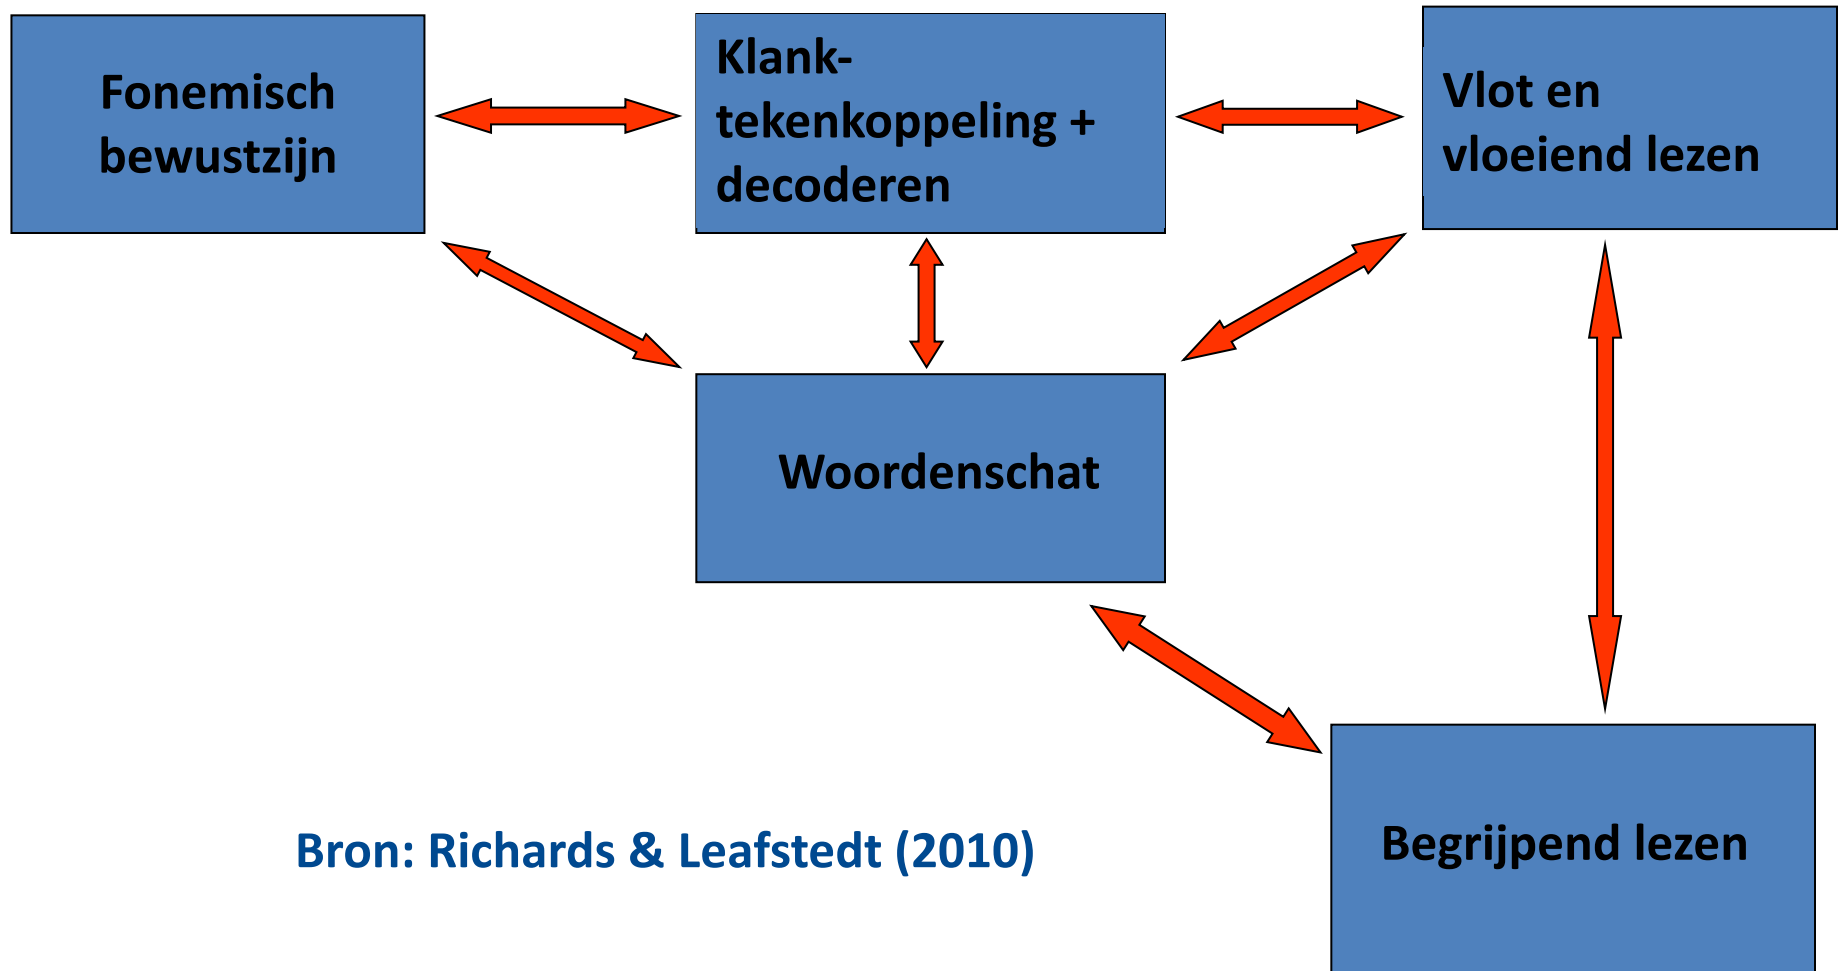 Fonemisch
bewustzijn
Klank-
tekenkoppeling +
decoderen
Vlot en
vloeiend lezen
Woordenschat
Begrijpend lezen
Bron: Richards & Leafstedt (2010)